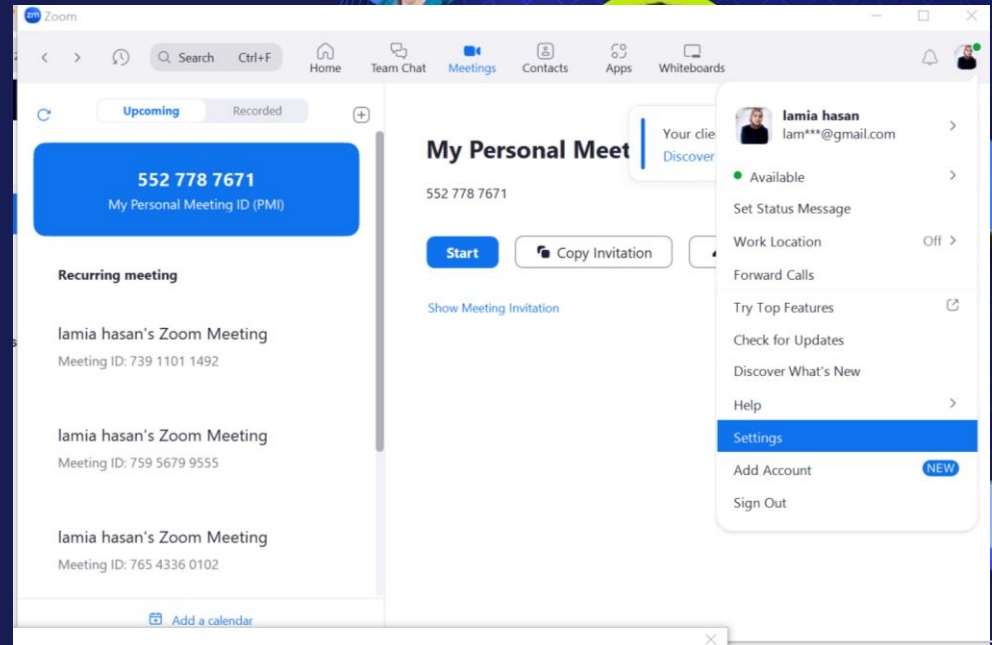 zm Zoom
Search Ctrl+F
Home
Team Chat
Meetings
Contacts
Apps
Whiteboards
Upcoming
Recorded
552 778 7671
My Personal Meeting ID (PMI)
Recurring meeting
lamia hasan's Zoom Meeting
Meeting ID: 739 1101 1492
lamia hasan's Zoom Meeting
Meeting ID: 759 5679 9555
lamia hasan's Zoom Meeting
Meeting ID: 765 4336 0102
Add a calendar
My Personal Meet
552 778 7671
Start
Copy Invitation
Show Meeting Invitation
Your clie
Discover
lamia hasan
lam***@gmail.com
Available
Set Status Message
Work Location Off
Forward Calls
Try Top Features
Check for Updates
Discover What's New
Help
Settings
Add Account NEW
Sign Out